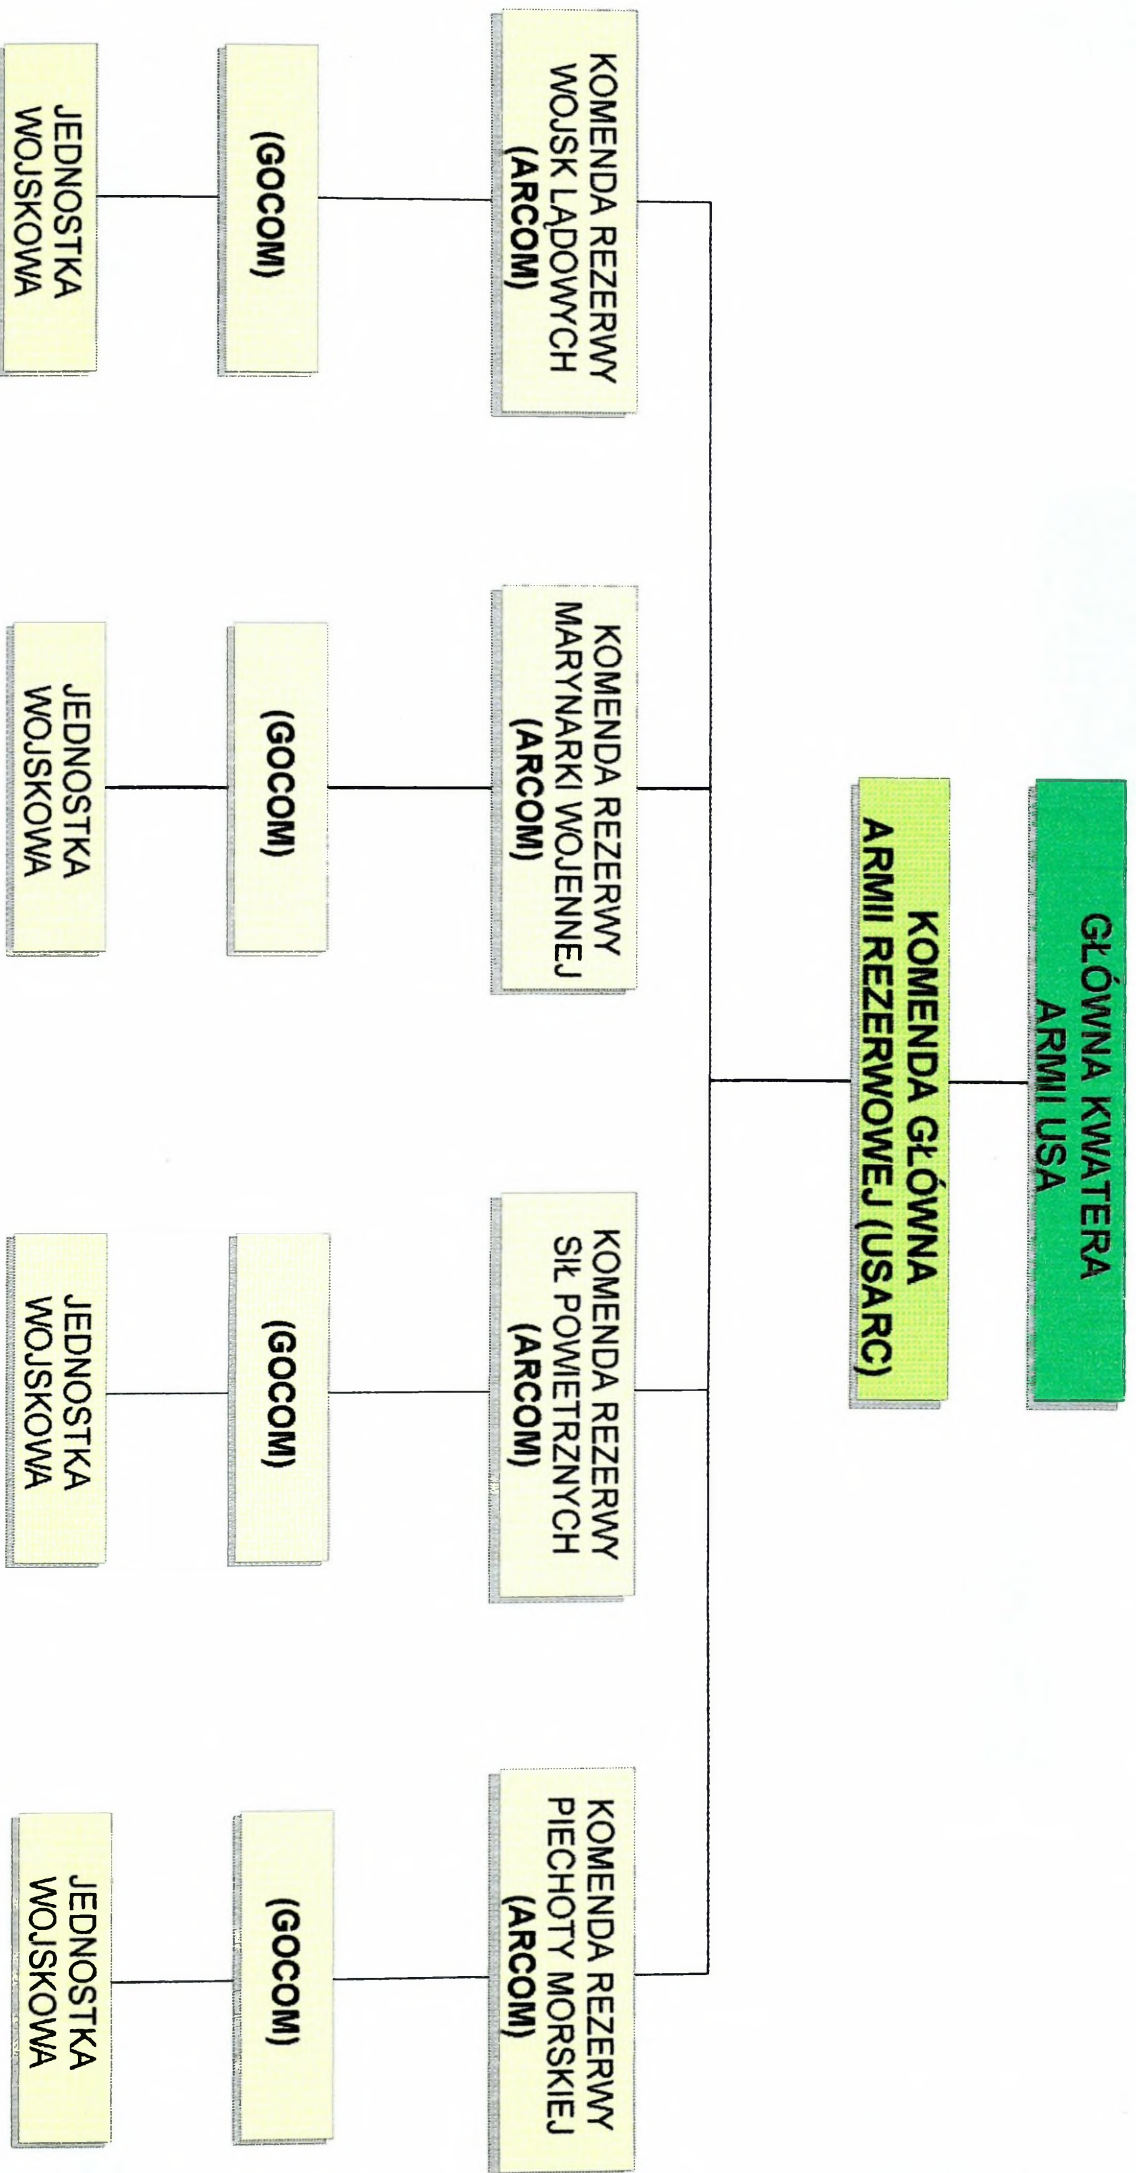 GŁÓWNA KWATERA
ARMII USA
KOMENDA GŁÓWNA
ARMII REZERWOWEJ (USARC)
KOMENDA REZERWY
WOJSK LĄDOWYCH
(ARCOM)
KOMENDA REZERWY
MARYNARKI WOJENNEJ
(ARCOM)
KOMENDA REZERWY
SIŁ POWIETRZNYCH
(ARCOM)
KOMENDA REZERWY
PIECHOTY MORSKIEJ
(ARCOM)
(GOCOM)
(GOCOM)
(GOCOM)
(GOCOM)
JEDNOSTKA
WOJSKOWA
JEDNOSTKA
WOJSKOWA
JEDNOSTKA
WOJSKOWA
JEDNOSTKA
WOJSKOWA